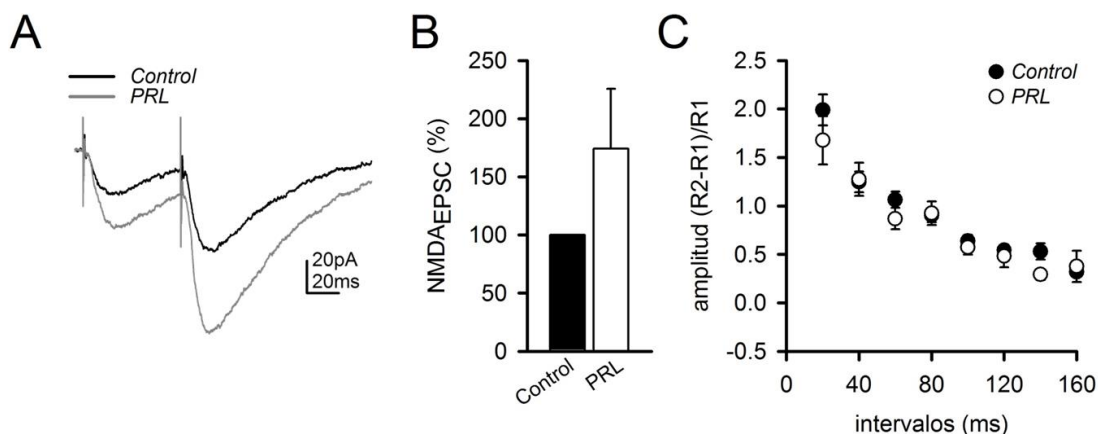 A
Control
PRL
20pA
20ms
B
NMDAEPSC (%)
250
200
150
100
50
0
Control
PRL
C
amplitud (R2-R1)/R1
2.5
2.0
1.5
1.0
0.5
0.0
-0.5
Control
PRL
0 40 80 120 160
intervalos (ms)